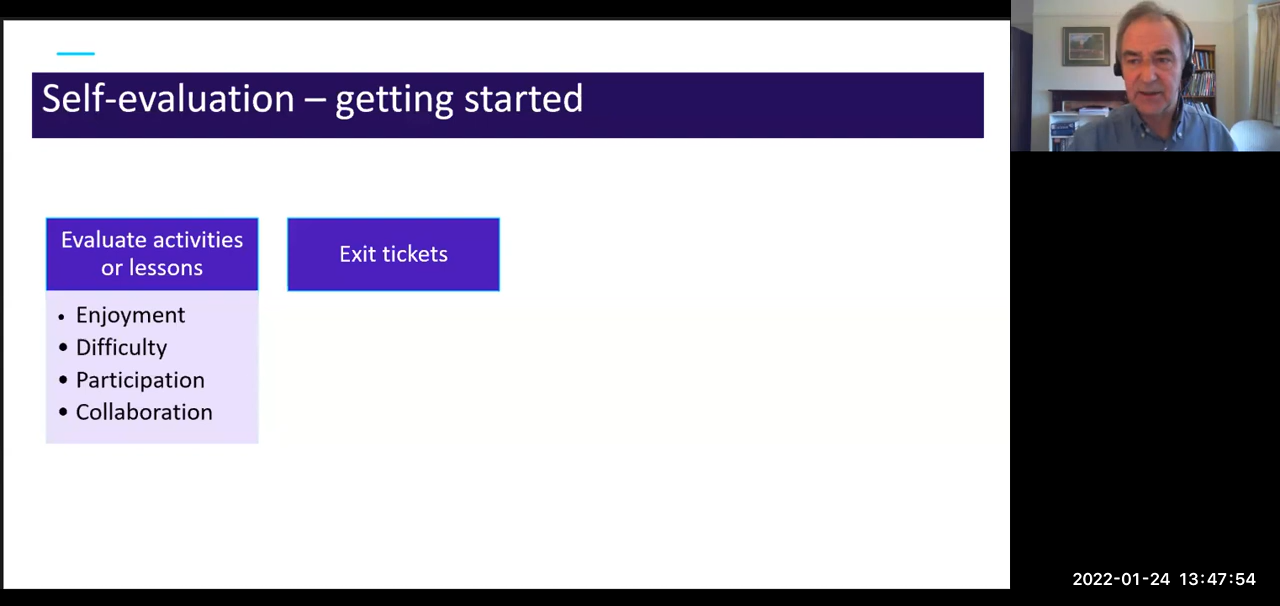 Self-evaluation – getting started
Evaluate activities
or lessons
• Enjoyment
• Difficulty
• Participation
• Collaboration
Exit tickets
2022-01-24 13:47:54